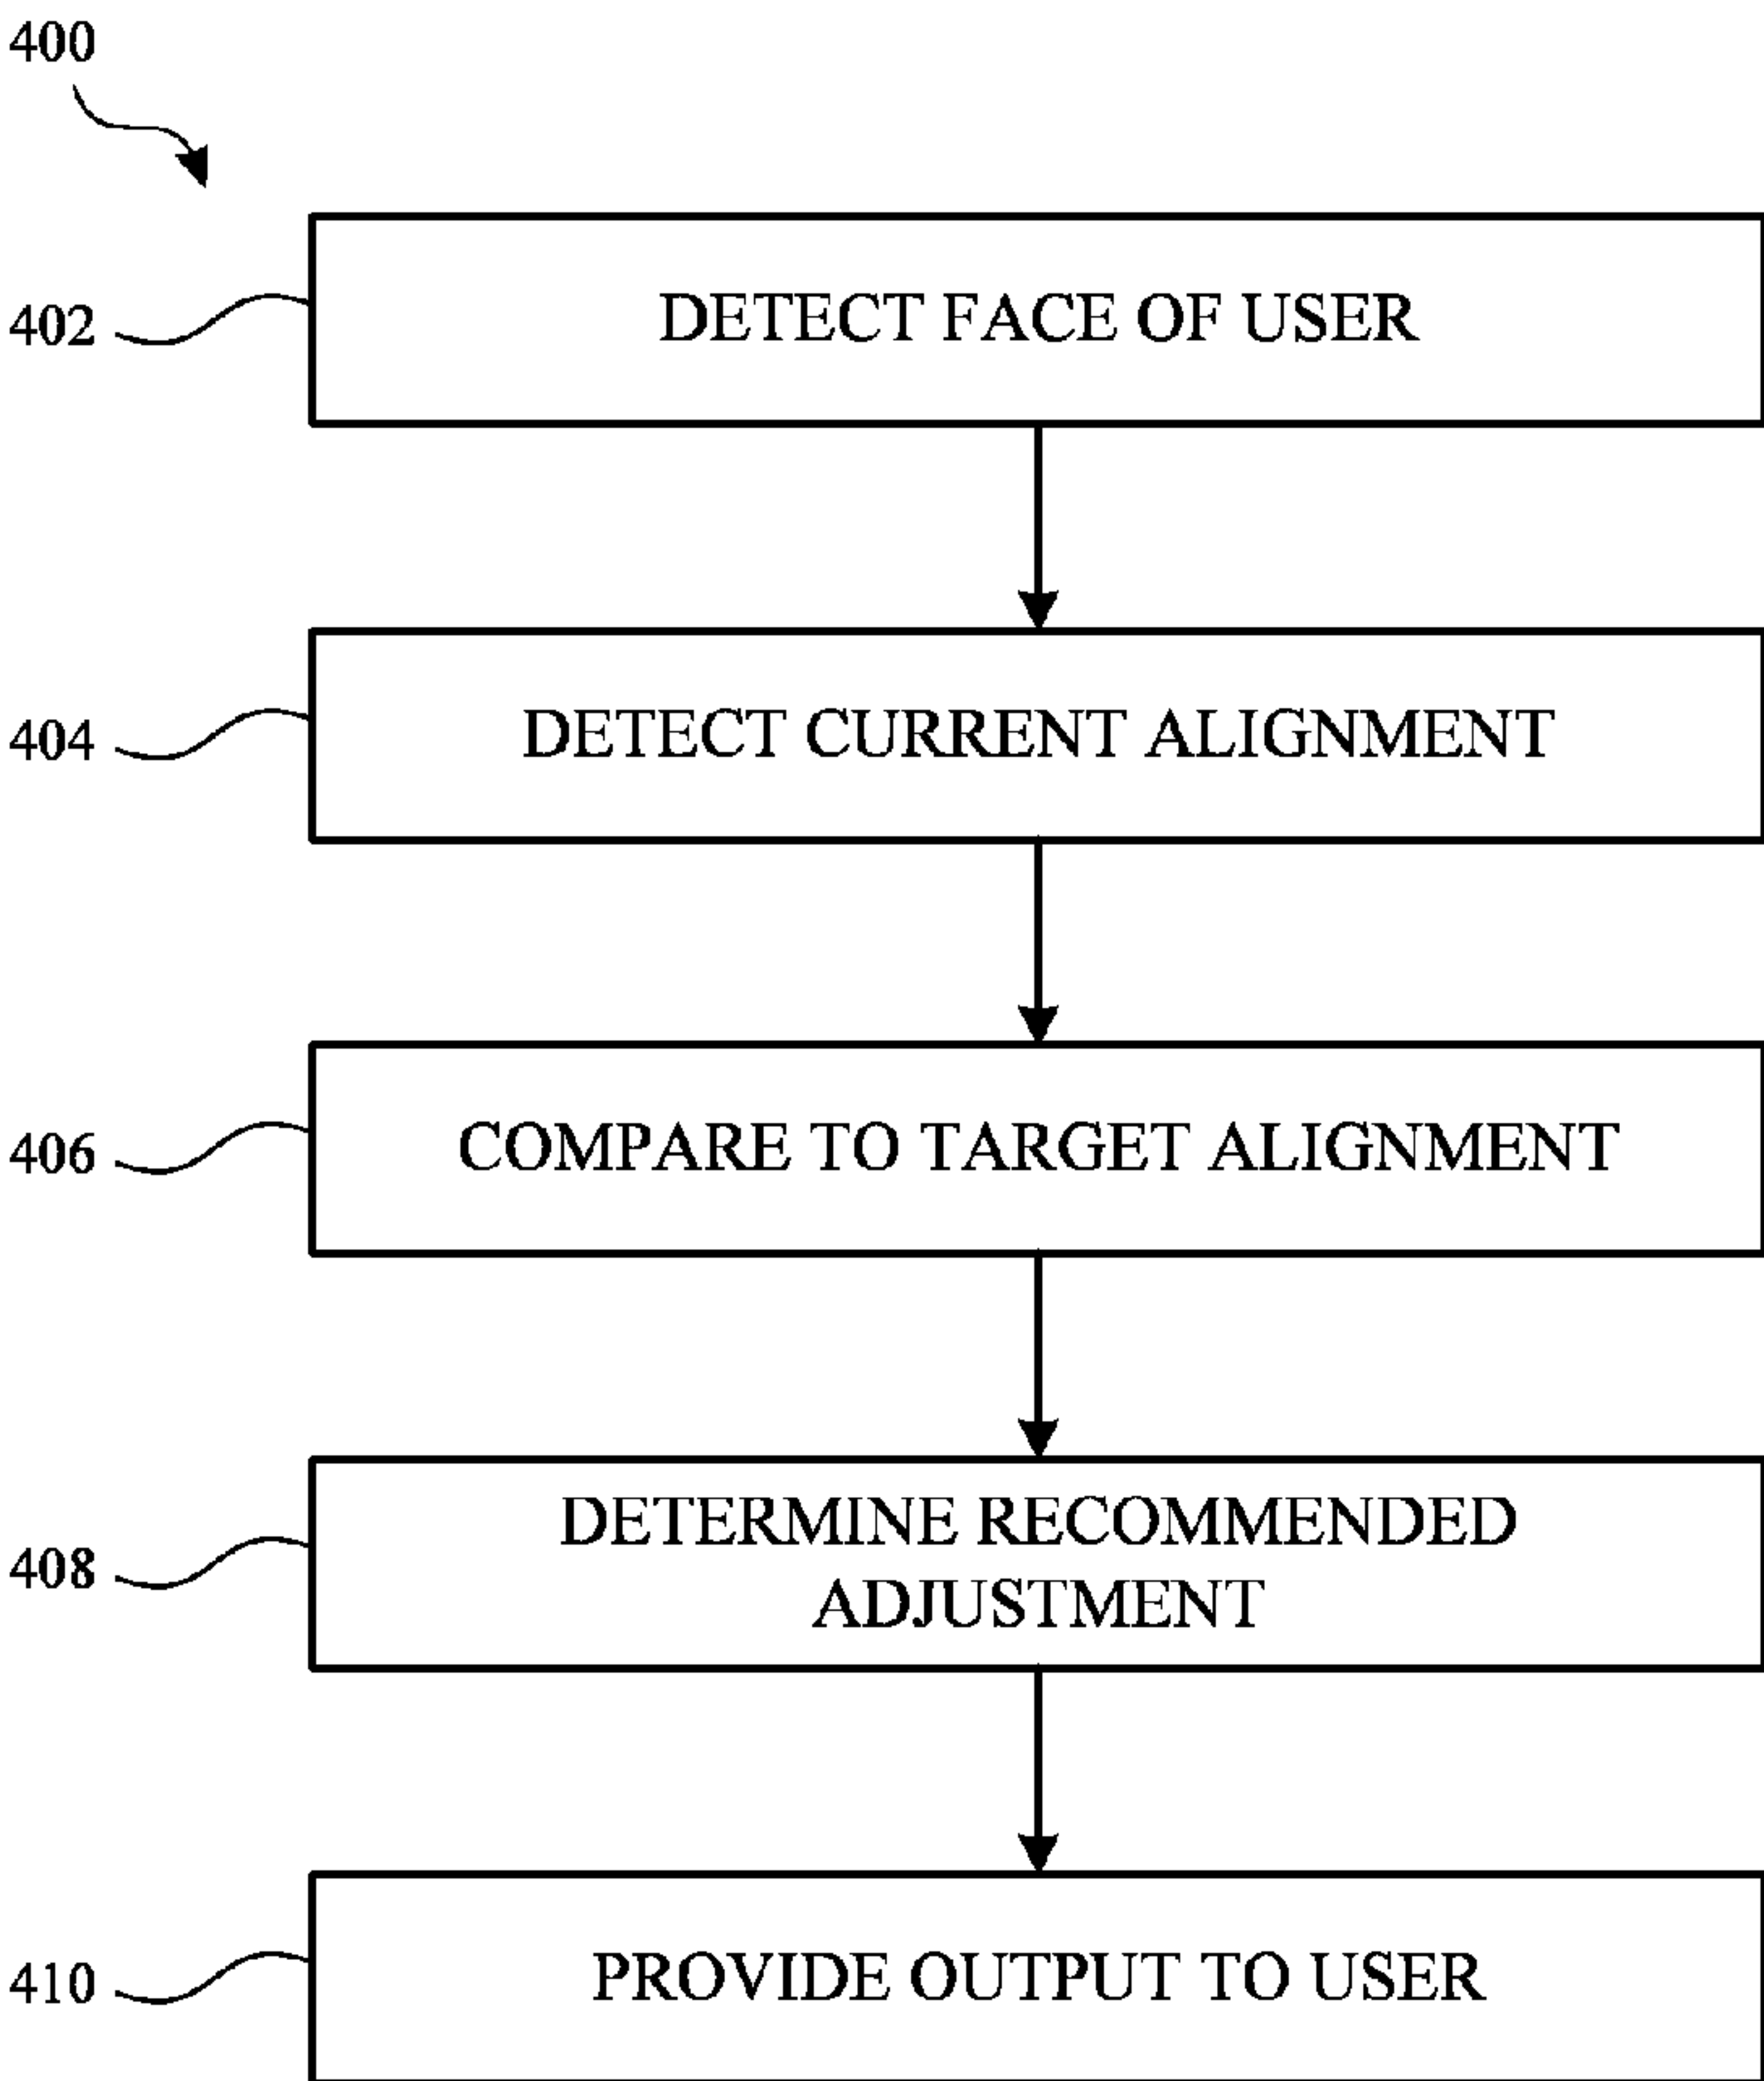 400
402
DETECT FACE OF USER
404
DETECT CURRENT ALIGNMENT
406
COMPARE TO TARGET ALIGNMENT
408
DETERMINE RECOMMENDED
ADJUSTMENT
410
PROVIDE OUTPUT TO USER